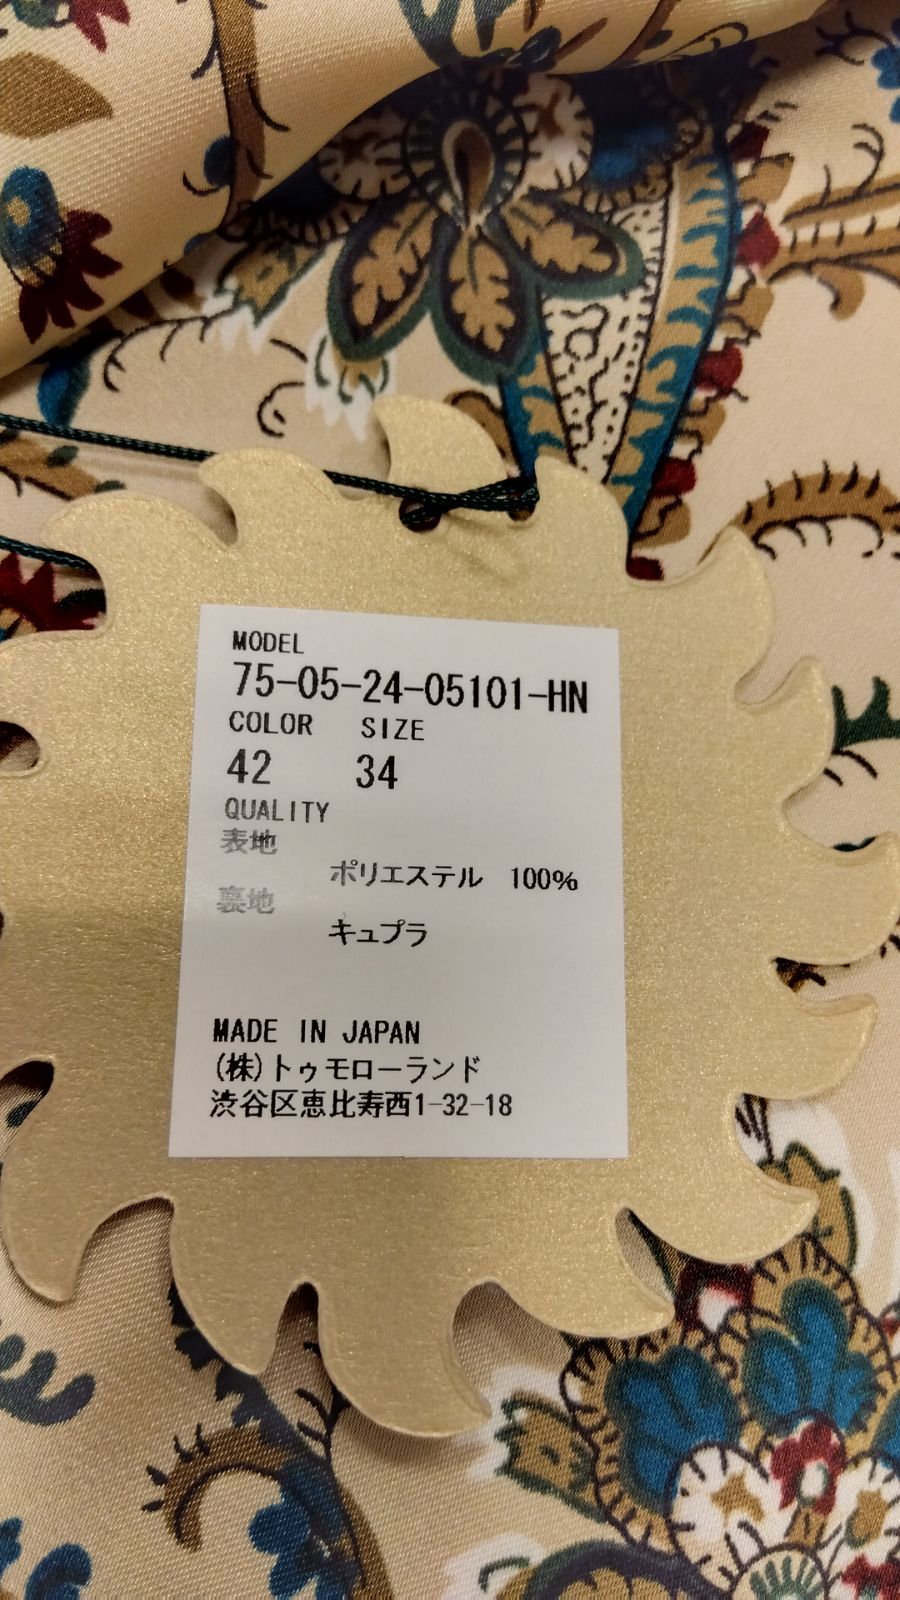 MODEL
75-05-24-05101-HN
COLOR SIZE
42 34
QUALITY
表地
ポリエステル 100%
裏地
キュプラ
MADE IN JAPAN
(株)トゥモローランド
渋谷区恵比寿西1-32-18